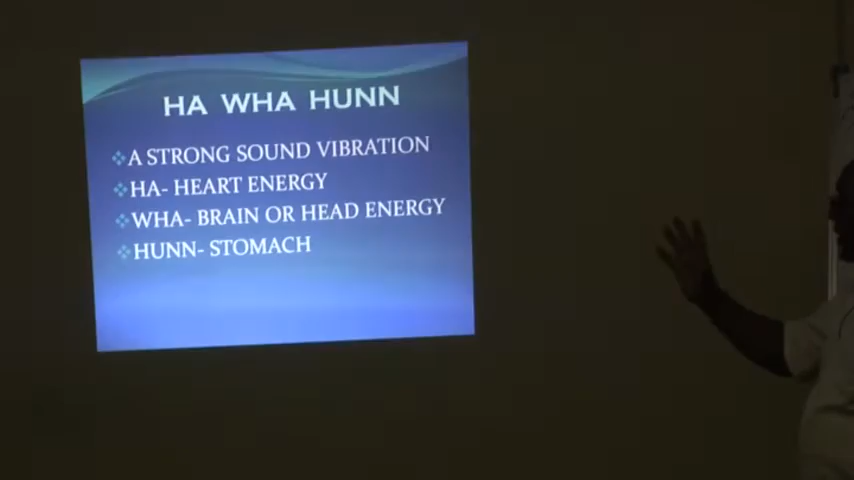 HA WHA HUNN
A STRONG SOUND VIBRATION
HA- HEART ENERGY
WHA- BRAIN OR HEAD ENERGY
HUNN- STOMACH